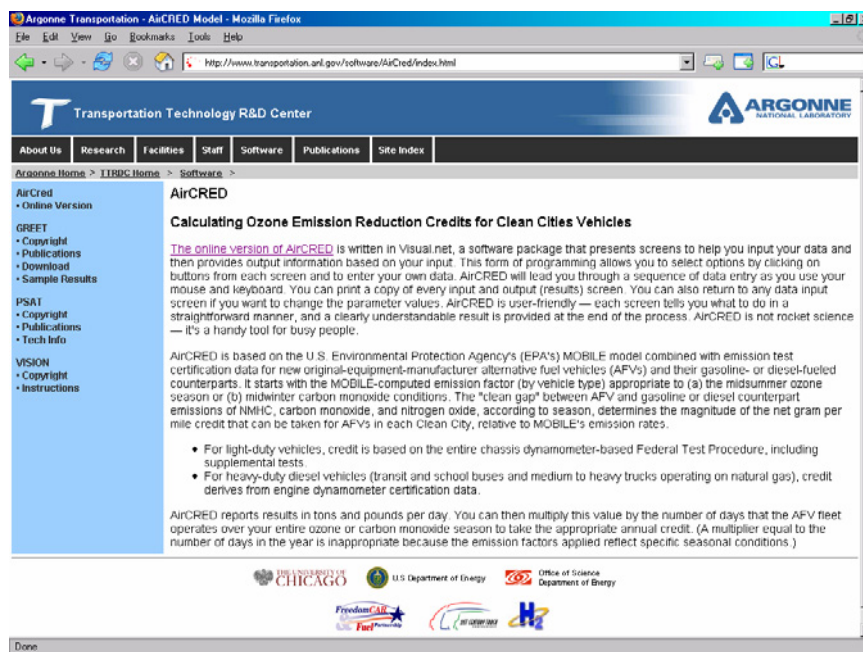 Argonne Transportation - AirCRED Model - Mozilla Firefox
File Edit View Go Bookmarks Tools Help
http://www.transportation.anl.gov/software/AirCred/index.html
Transportation Technology R&D Center
ARGONNE
NATIONAL LABORATORY
About Us Research Facilities Staff Software Publications Site Index
Argonne Home > TTRDC Home > Software >
AirCred
• Online Version
GREET
• Copyright
• Publications
• Download
• Sample Results
PSAT
• Copyright
• Publications
• Tech Info
VISION
• Copyright
• Instructions
AirCRED
Calculating Ozone Emission Reduction Credits for Clean Cities Vehicles
The online version of AirCRED is written in Visual.net, a software package that presents screens to help you input your data and
then provides output information based on your input. This form of programming allows you to select options by clicking on
buttons from each screen and to enter your own data. AirCRED will lead you through a sequence of data entry as you use your
mouse and keyboard. You can print a copy of every input and output (results) screen. You can also return to any data input
screen if you want to change the parameter values. AirCRED is user-friendly — each screen tells you what to do in a
straightforward manner, and a clearly understandable result is provided at the end of the process. AirCRED is not rocket science
— it's a handy tool for busy people.
AirCRED is based on the U.S. Environmental Protection Agency's (EPA's) MOBILE model combined with emission test
certification data for new original-equipment-manufacturer alternative fuel vehicles (AFVs) and their gasoline- or diesel-fueled
counterparts. It starts with the MOBILE-computed emission factor (by vehicle type) appropriate to (a) the midsummer ozone
season or (b) midwinter carbon monoxide conditions. The "clean gap" between AFV and gasoline or diesel counterpart
emissions of NMHC, carbon monoxide, and nitrogen oxide, according to season, determines the magnitude of the net gram per
mile credit that can be taken for AFVs in each Clean City, relative to MOBILE's emission rates.
• For light-duty vehicles, credit is based on the entire chassis dynamometer-based Federal Test Procedure, including
supplemental tests.
• For heavy-duty diesel vehicles (transit and school buses and medium to heavy trucks operating on natural gas), credit
derives from engine dynamometer certification data.
AirCRED reports results in tons and pounds per day. You can then multiply this value by the number of days that the AFV fleet
operates over your entire ozone or carbon monoxide season to take the appropriate annual credit. (A multiplier equal to the
number of days in the year is inappropriate because the emission factors applied reflect specific seasonal conditions.)
THE UNIVERSITY OF
CHICAGO
U.S Department of Energy
Office of Science
Department of Energy
FreedomCAR
Fuel Partnership
H2
Done